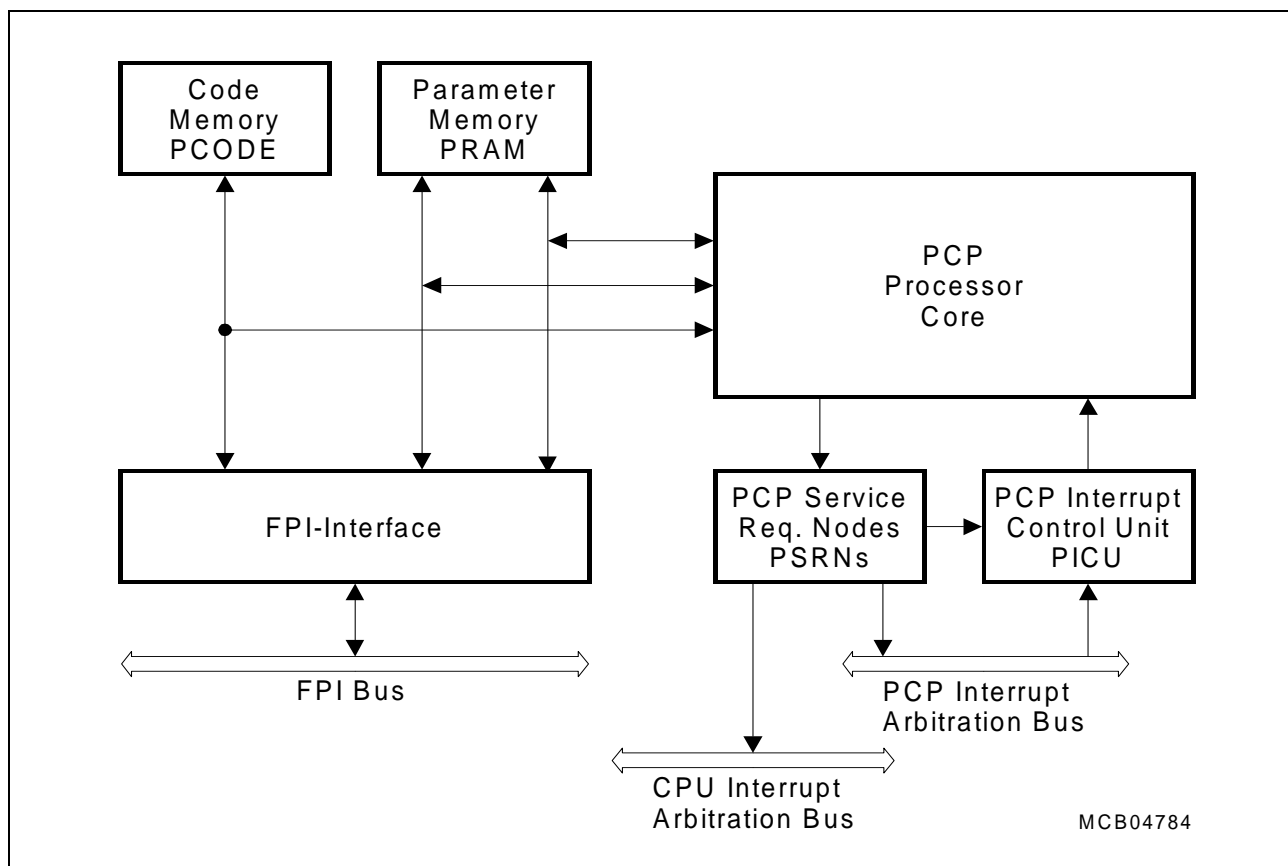 Code
Memory
PCODE
Parameter
Memory
PRAM
PCP
Processor
Core
FPI-Interface
PCP Service
Req. Nodes
PSRNs
PCP Interrupt
Control Unit
PICU
FPI Bus
PCP Interrupt
Arbitration Bus
CPU Interrupt
Arbitration Bus
MCB04784